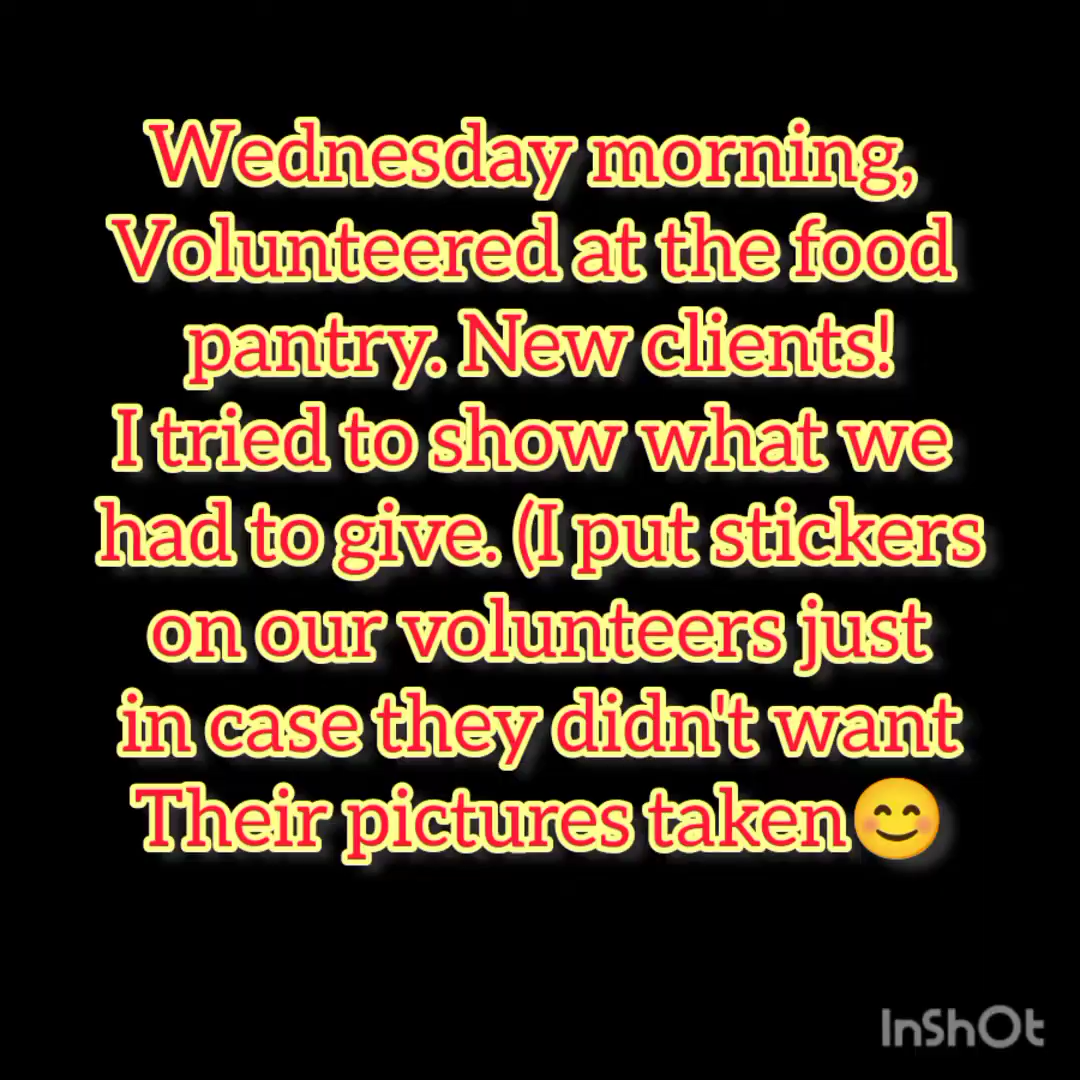 Wednesday morning,
Volunteered at the food
pantry. New clients!
I tried to show what we
had to give. (I put stickers
on our volunteers just
in case they didn't want
Their pictures taken😊
InShOt